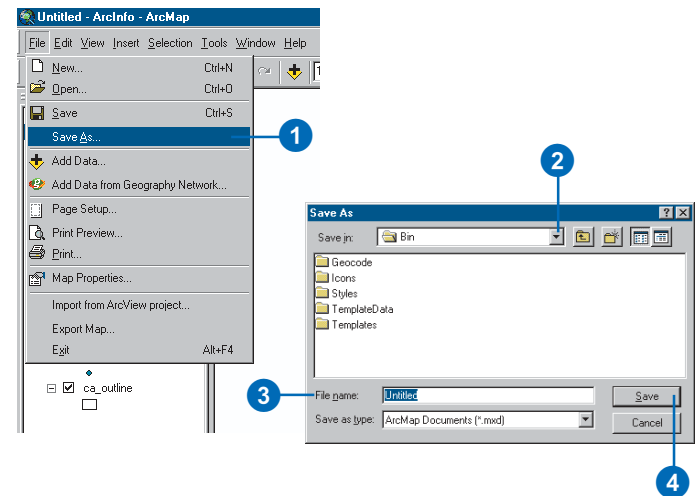 Untitled - ArcInfo - ArcMap
File Edit View Insert Selection Tools Window Help
New... Ctrl+N
Open... Ctrl+O
Save Ctrl+S
Save As...
1
Add Data...
Add Data from Geography Network...
Page Setup...
Print Preview...
Print...
Map Properties...
Import from ArcView project...
Export Map...
Exit Alt+F4
ca_outline
2
Save As
Save in: Bin
Geocode
Icons
Styles
TemplateData
Templates
3
File name: Untitled Save
Save as type: ArcMap Documents (*.mxd) Cancel
4